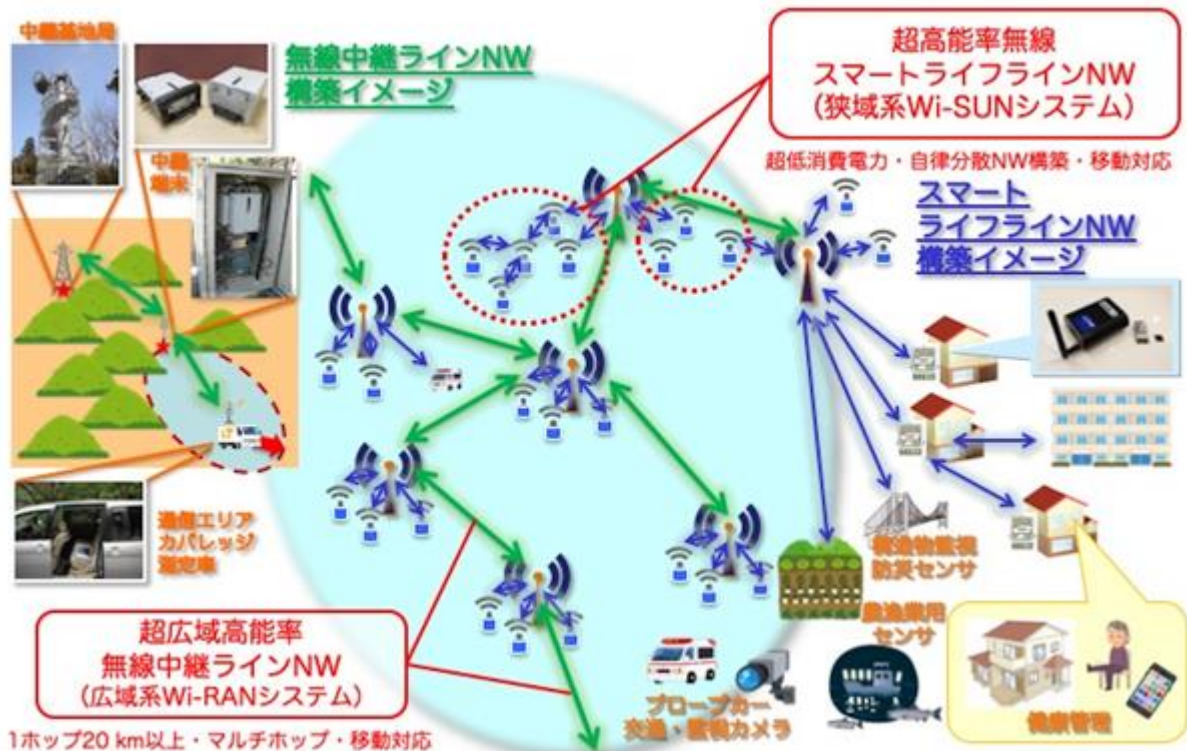 中継基地局
無線中継ラインNW
構築イメージ
中継
端末
超高能率無線
スマートライフラインNW
（狭域系Wi-SUNシステム）
超低消費電力・自律分散NW構築・移動対応
スマート
ライフラインNW
構築イメージ
通信エリア
カバレッジ
測定車
構造物監視
防災センサ
農漁業用
センサ
超広域高能率
無線中継ラインNW
（広域系Wi-RANシステム）
1ホップ20 km以上・マルチホップ・移動対応
プローブカー
交通・監視カメラ
健康管理